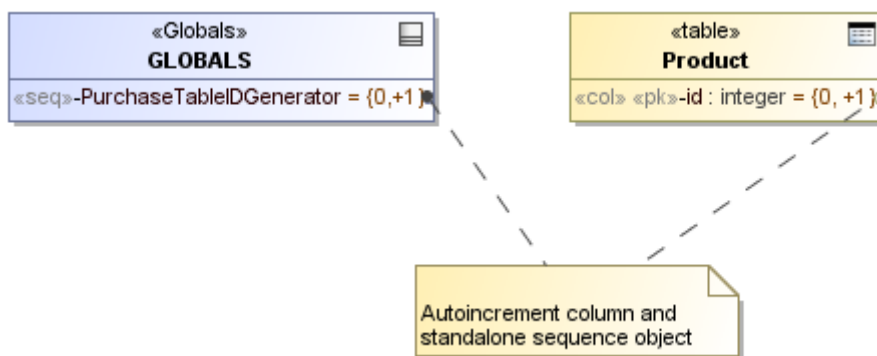 «Globals»
GLOBALS
«seq»-PurchaseTableIDGenerator = {0,+1}
«table»
Product
«col» «pk»-id : integer = {0, +1}
Autoincrement column and
standalone sequence object